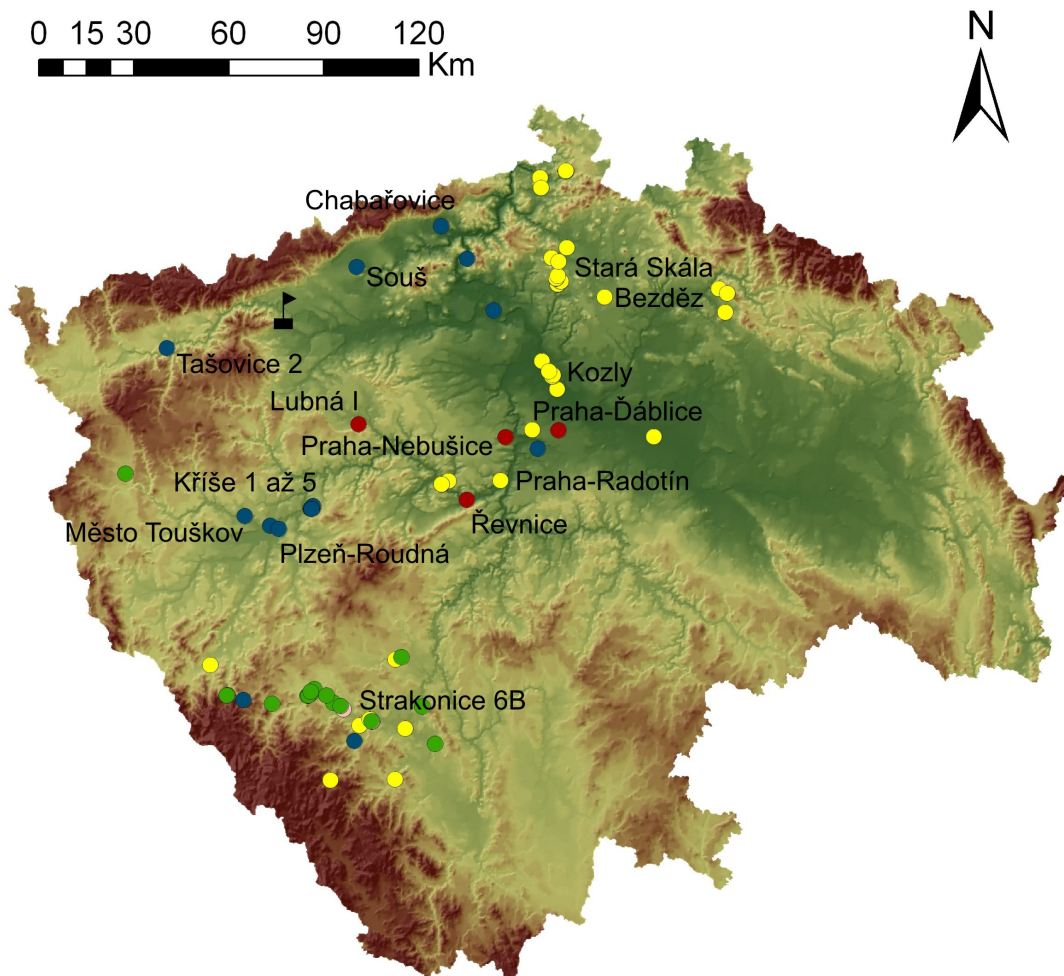 0 15 30 60 90 120
Km
N
Chabařovice
Souš
Stará Skála
Bezděz
Tašovice 2
Kozly
Lubná I
Praha-Ďáblice
Praha-Nebušice
Kříše 1 až 5
Praha-Radotín
Město Touškov
Řevnice
Plzeň-Roudná
Strakonice 6B